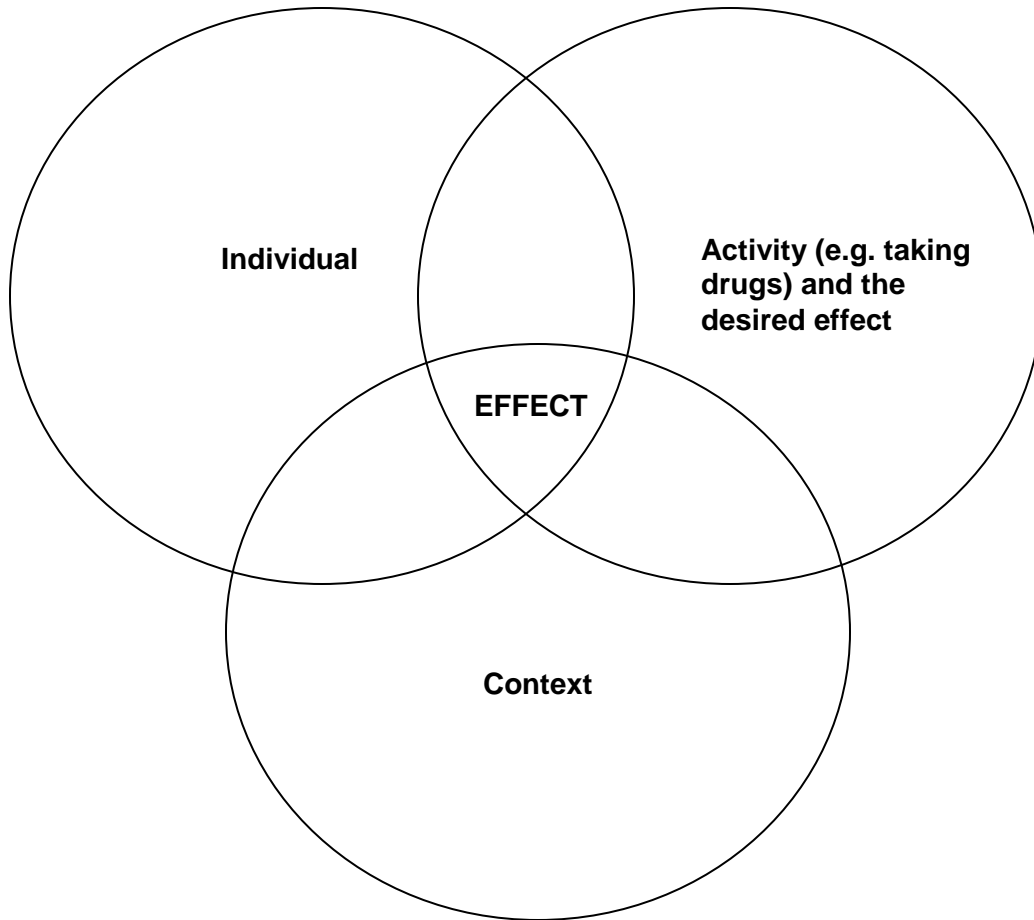 Individual
Activity (e.g. taking
drugs) and the
desired effect
EFFECT
Context